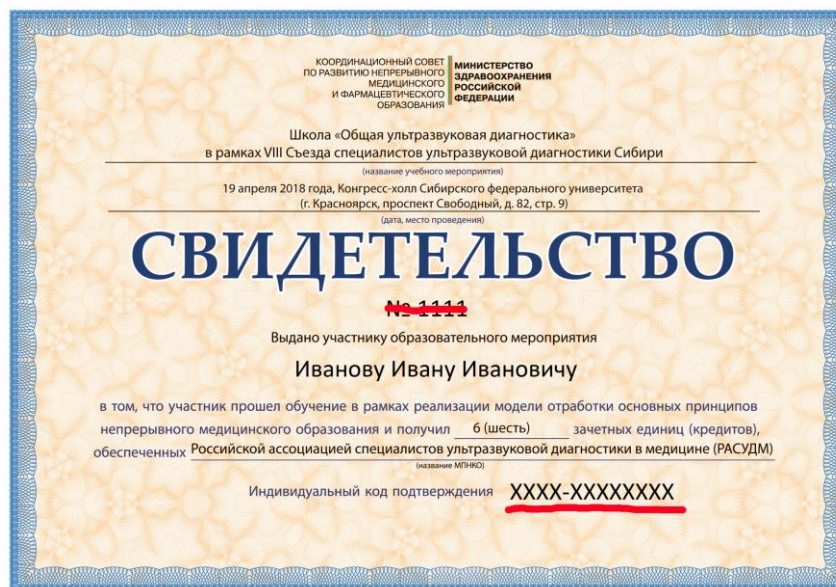 КООРДИНАЦИОННЫЙ СОВЕТ
ПО РАЗВИТИЮ НЕПРЕРЫВНОГО
МЕДИЦИНСКОГО
И ФАРМАЦЕВТИЧЕСКОГО
ОБРАЗОВАНИЯ
МИНИСТЕРСТВО
ЗДРАВООХРАНЕНИЯ
РОССИЙСКОЙ
ФЕДЕРАЦИИ
Школа «Общая ультразвуковая диагностика»
в рамках VIII Съезда специалистов ультразвуковой диагностики Сибири
(название учебного мероприятия)
19 апреля 2018 года, Конгресс-холл Сибирского федерального университета
(г. Красноярск, проспект Свободный, д. 82, стр. 9)
(дата, место проведения)
СВИДЕТЕЛЬСТВО
№ 1111
Выдано участнику образовательного мероприятия
Иванову Ивану Ивановичу
в том, что участник прошел обучение в рамках реализации модели отработки основных принципов
непрерывного медицинского образования и получил 6 (шесть) зачетных единиц (кредитов),
обеспеченных Российской ассоциацией специалистов ультразвуковой диагностики в медицине (РАСУДМ)
(название МПНКО)
Индивидуальный код подтверждения XXXX-XXXXXXXX